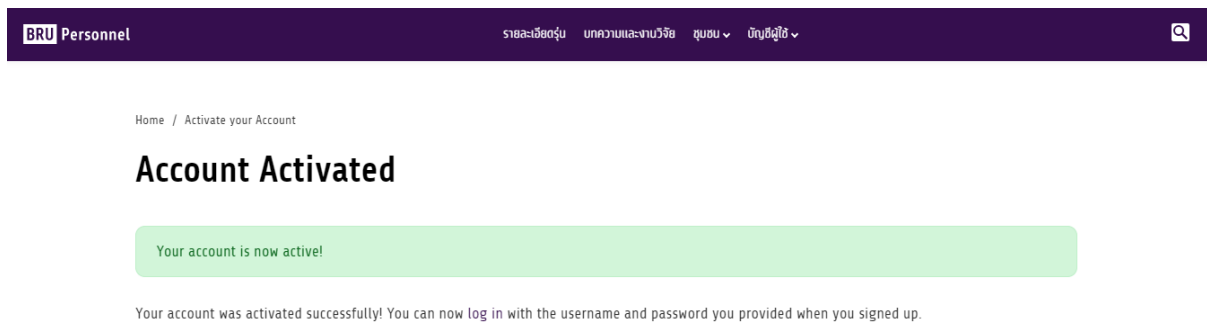 BRU Personnel รายละเอียดรุ่น บทความและงานวิจัย ชุมชน บัญชีผู้ใช้
Home / Activate your Account
Account Activated
Your account is now active!
Your account was activated successfully! You can now log in with the username and password you provided when you signed up.